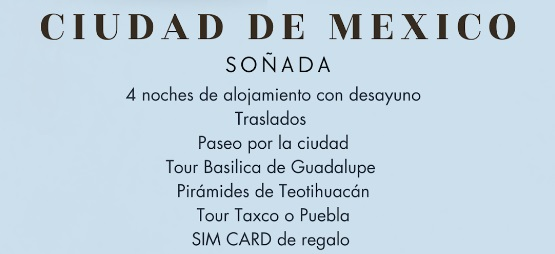 CIUDAD DE MEXICO
SOÑADA
4 noches de alojamiento con desayuno
Traslados
Paseo por la ciudad
Tour Basilica de Guadalupe
Pirámides de Teotihuacán
Tour Taxco o Puebla
SIM CARD de regalo